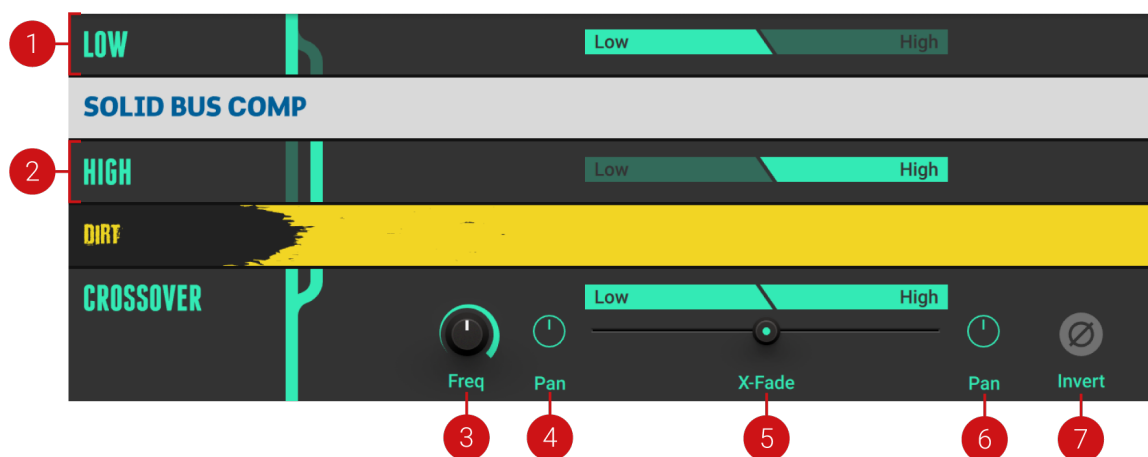 1
LOW
Low High
SOLID BUS COMP
2
HIGH
Low High
DIRT
CROSSOVER
Low High
Freq Pan X-Fade Pan Invert
3 4 5 6 7